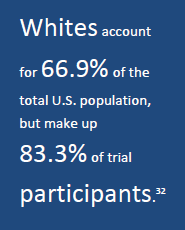 Whites account
for 66.9% of the
total U.S. population,
but make up
83.3% of trial
participants.³²